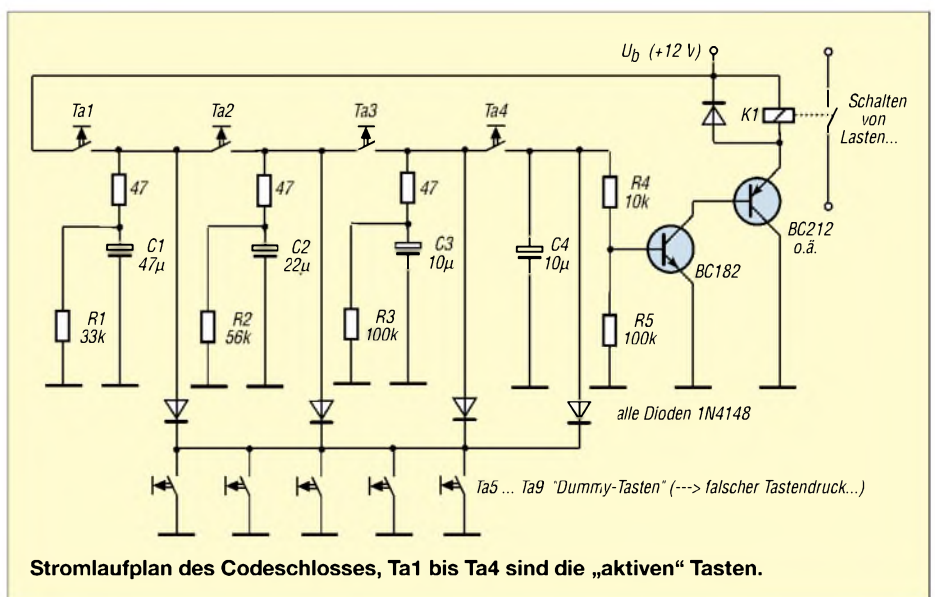 U_b (+12 V)
Ta1
Ta2
Ta3
Ta4
K1
Schalten
von
Lasten...
47
47
47
R4
10k
C1
47µ
C2
22µ
C3
10µ
C4
10µ
BC212
o.ä.
BC182
R1
33k
R2
56k
R3
100k
R5
100k
alle Dioden 1N4148
Ta5 ... Ta9 "Dummy-Tasten" (---> falscher Tastendruck...)
Stromlaufplan des Codeschlosses, Ta1 bis Ta4 sind die „aktiven“ Tasten.